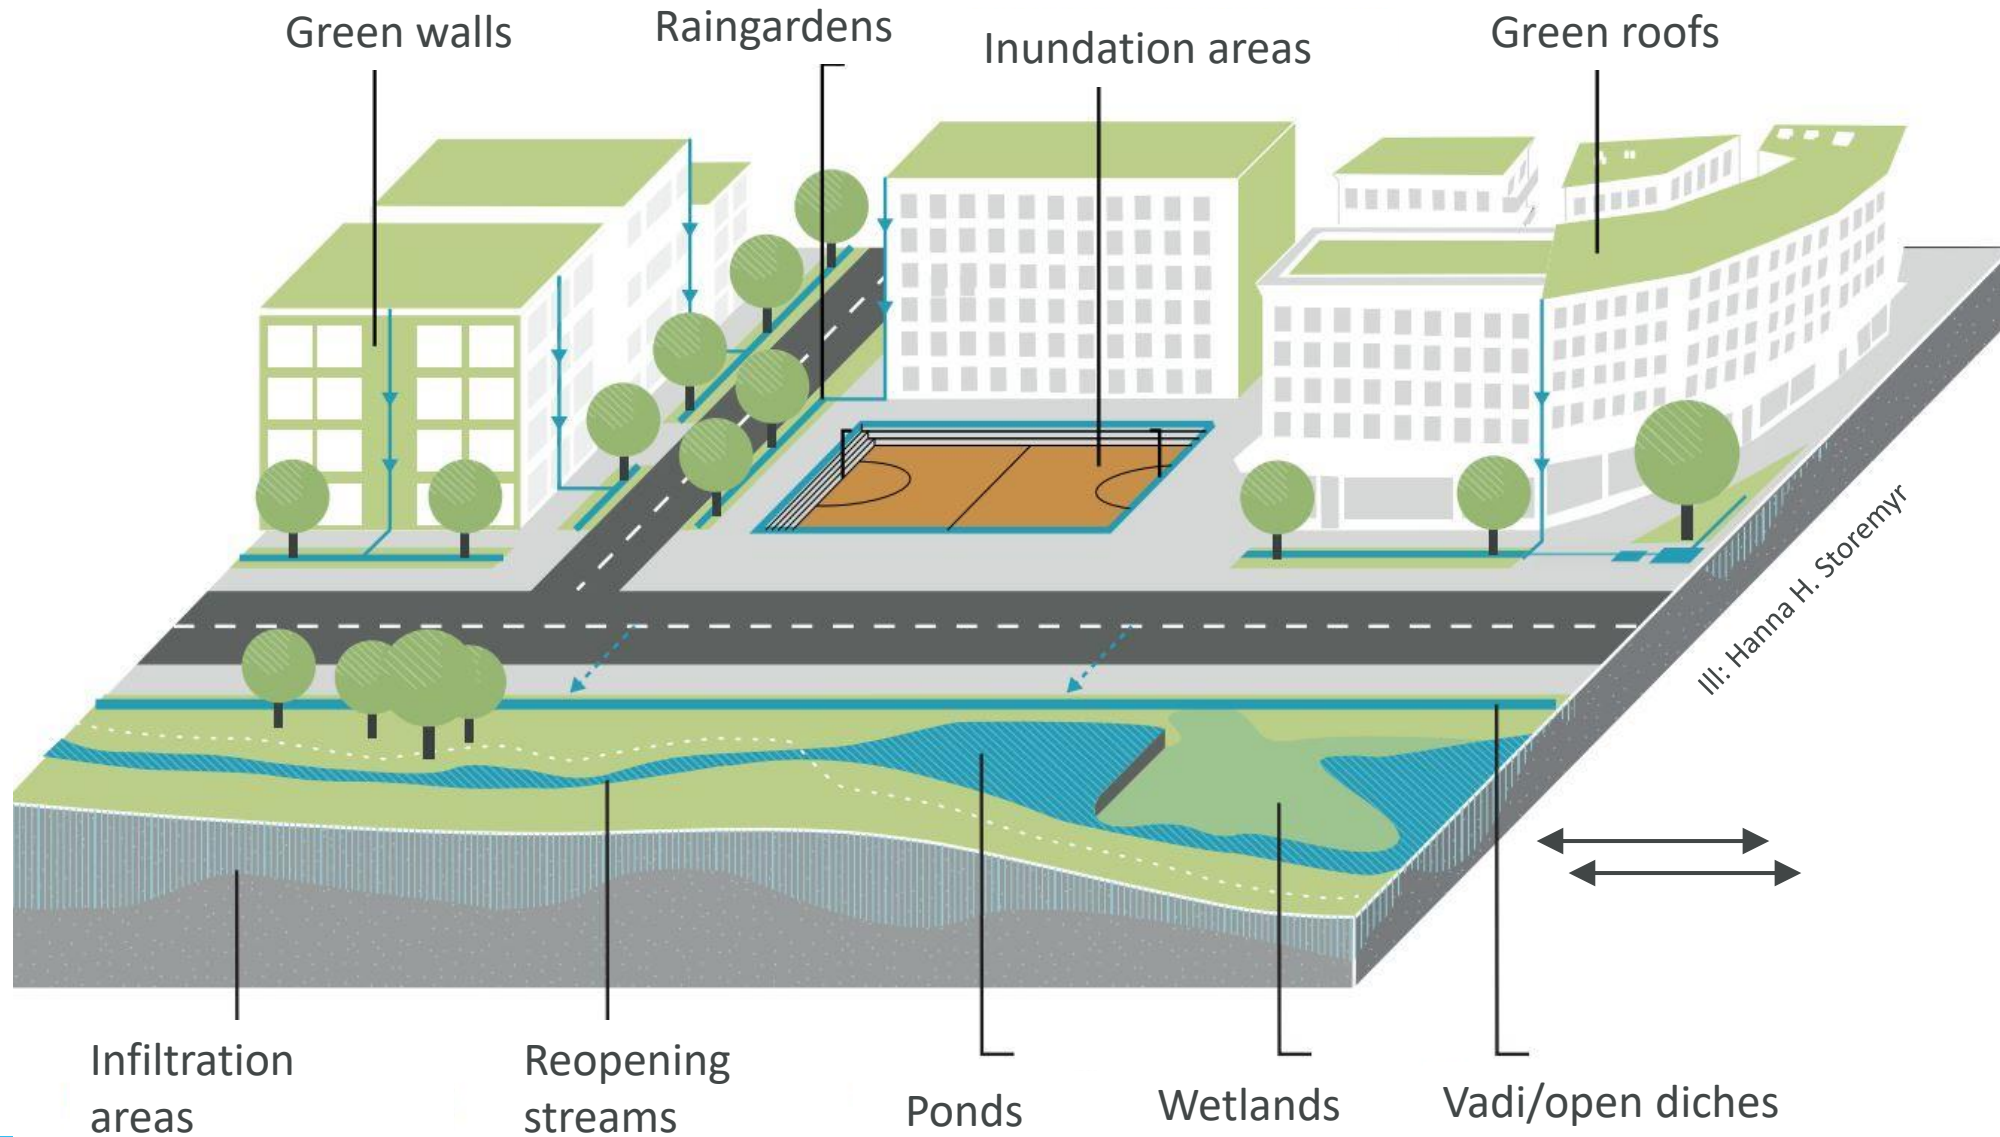 Green walls
Raingardens
Inundation areas
Green roofs
Ill: Hanna H. Storemyr
Infiltration
areas
Reopening
streams
Ponds
Wetlands
Vadi/open diches